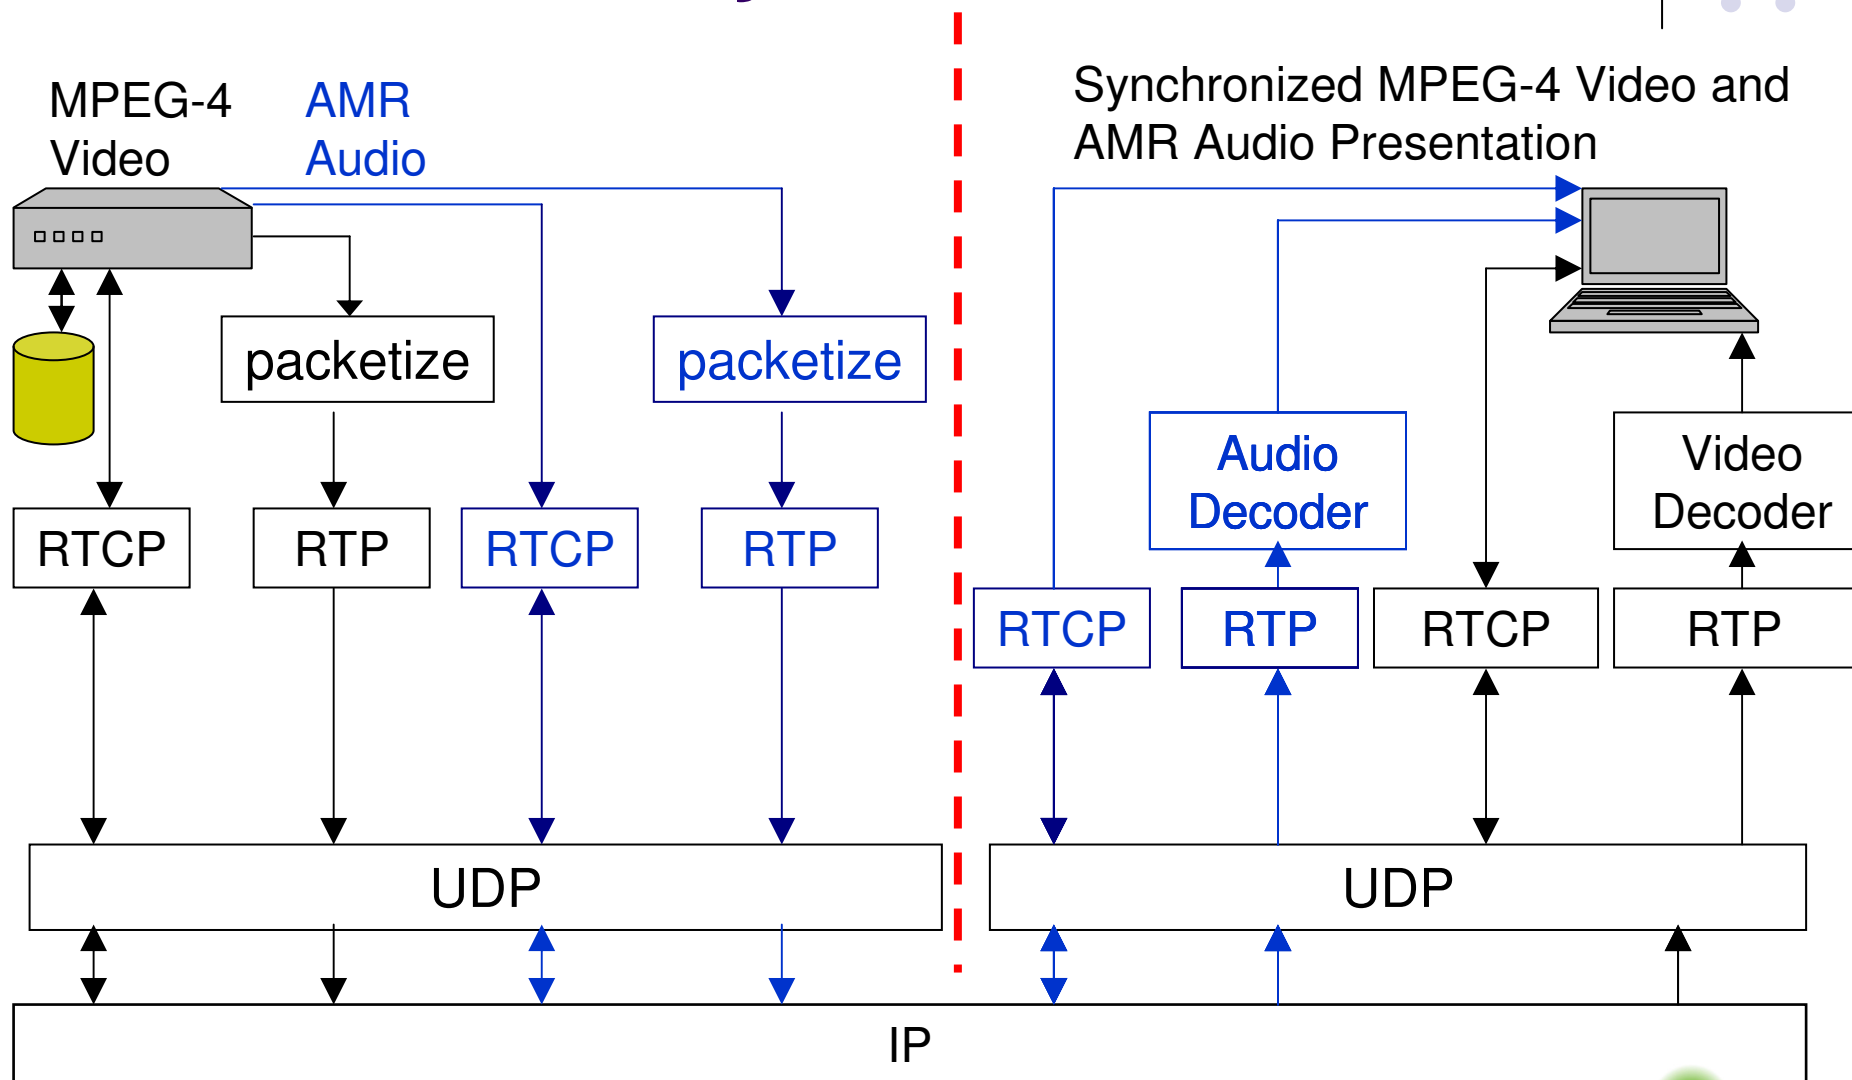 MPEG-4
Video
AMR
Audio
Synchronized MPEG-4 Video and
AMR Audio Presentation
packetize
packetize
Audio
Decoder
Video
Decoder
RTCP
RTP
RTCP
RTP
RTCP
RTP
RTCP
RTP
UDP
UDP
IP